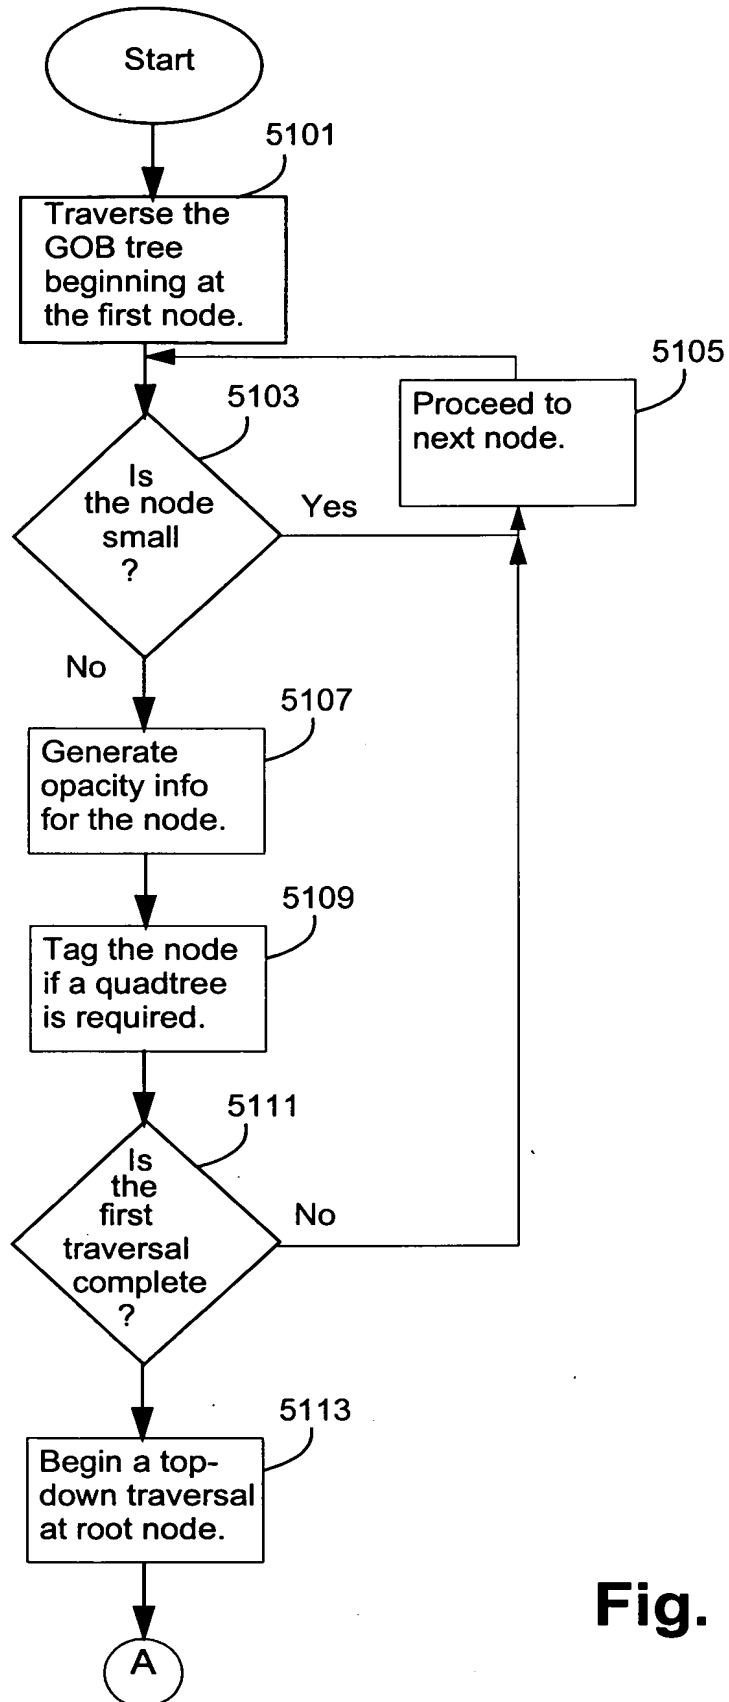 Start
5101
Traverse the
GOB tree
beginning at
the first node.
5105
Proceed to
next node.
5103
Is
the node
small
?
Yes
No
5107
Generate
opacity info
for the node.
5109
Tag the node
if a quadtree
is required.
5111
Is
the
first
traversal
complete
?
No
5113
Begin a top-
down traversal
at root node.
Fig.
A